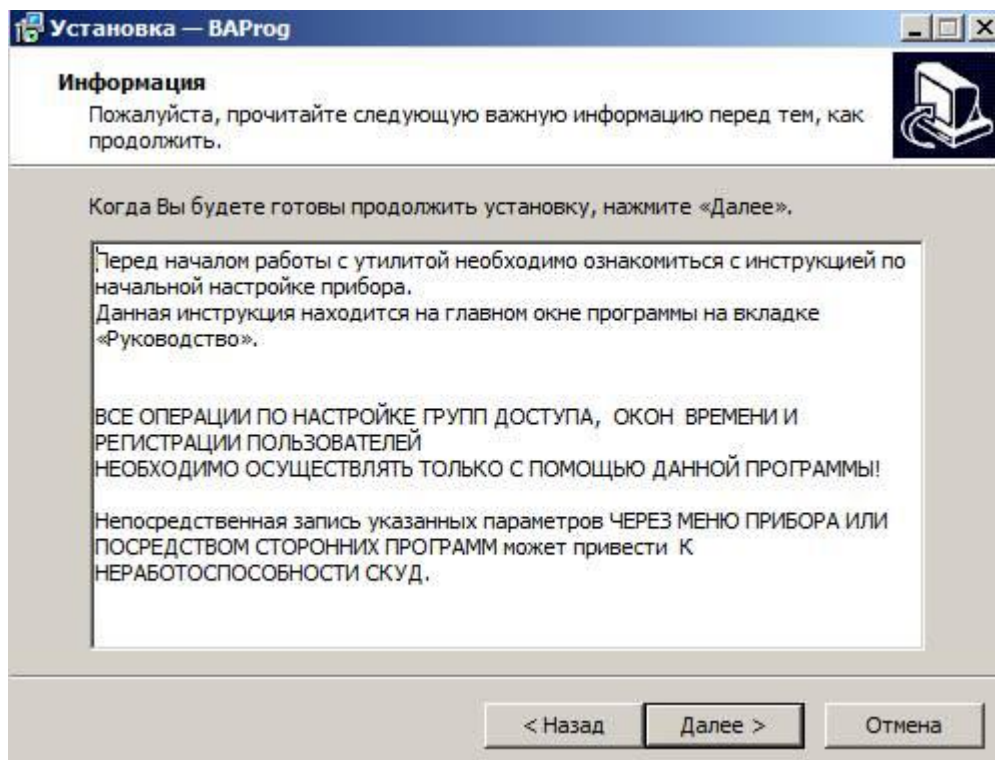 Установка — BAProg
Информация
Пожалуйста, прочитайте следующую важную информацию перед тем, как
продолжить.
Когда Вы будете готовы продолжить установку, нажмите «Далее».
Перед началом работы с утилитой необходимо ознакомиться с инструкцией по
начальной настройке прибора.
Данная инструкция находится на главном окне программы на вкладке
«Руководство».
ВСЕ ОПЕРАЦИИ ПО НАСТРОЙКЕ ГРУПП ДОСТУПА, ОКОН ВРЕМЕНИ И
РЕГИСТРАЦИИ ПОЛЬЗОВАТЕЛЕЙ
НЕОБХОДИМО ОСУЩЕСТВЛЯТЬ ТОЛЬКО С ПОМОЩЬЮ ДАННОЙ ПРОГРАММЫ!
Непосредственная запись указанных параметров ЧЕРЕЗ МЕНЮ ПРИБОРА ИЛИ
ПОСРЕДСТВОМ СТОРОННИХ ПРОГРАММ может привести К
НЕРАБОТОСПОСОБНОСТИ СКУД.
< Назад Далее > Отмена